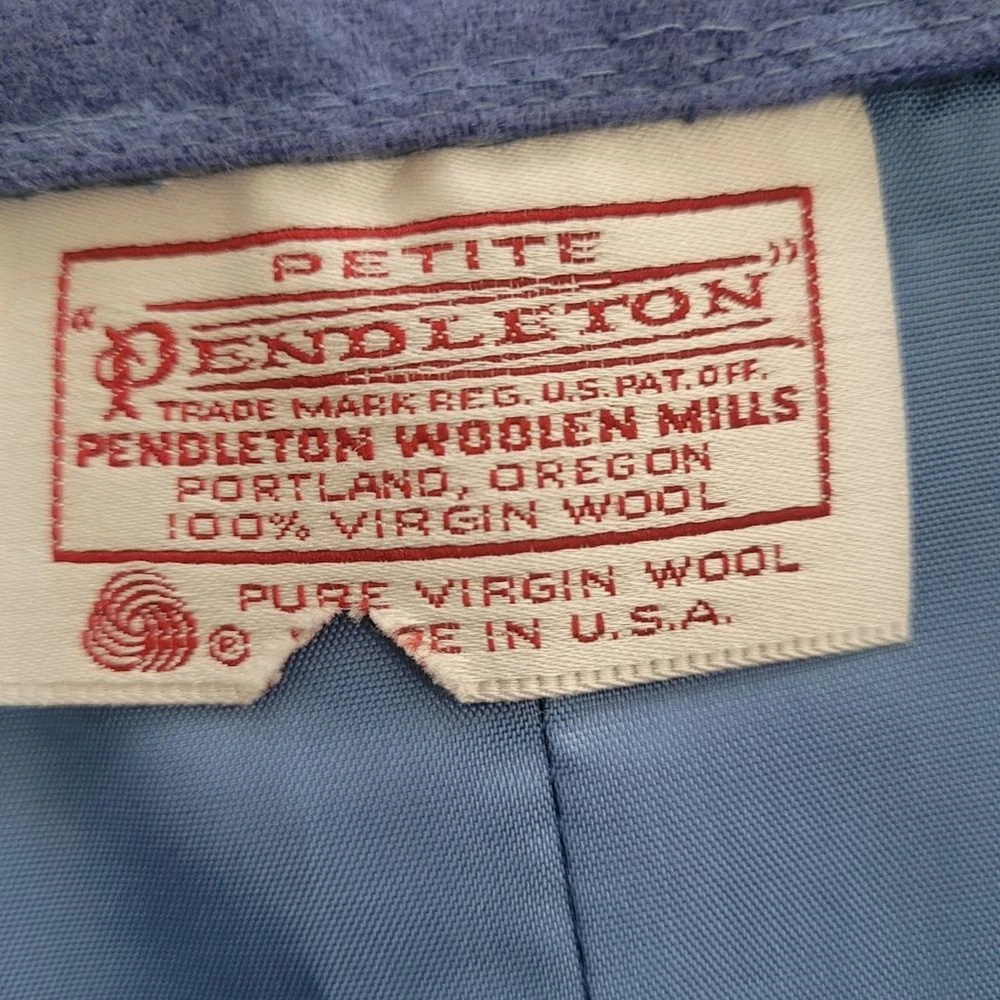 PETITE
"PENDLETON"
TRADE MARK REG. U.S. PAT. OFF.
PENDLETON WOOLEN MILLS
PORTLAND, OREGON
100% VIRGIN WOOL
PURE VIRGIN WOOL
® E IN U.S.A.